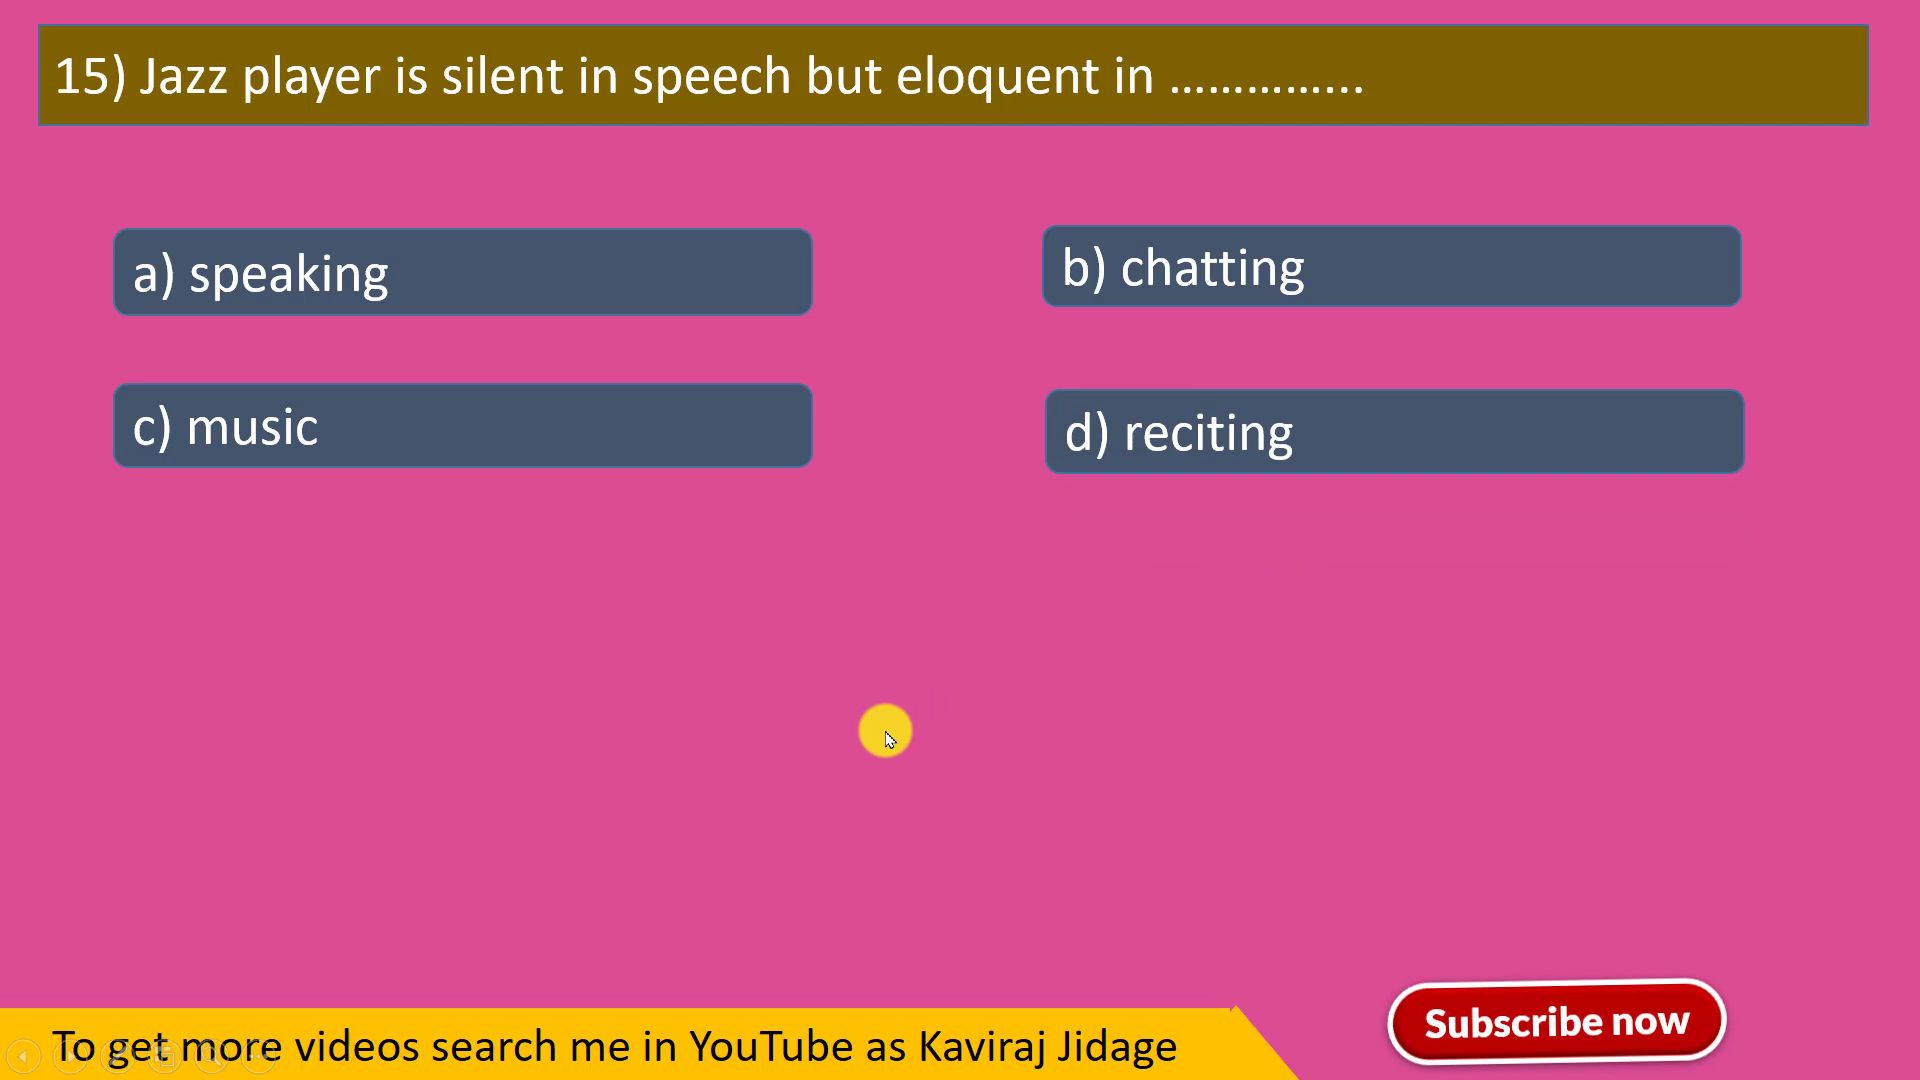 15) Jazz player is silent in speech but eloquent in …………...
a) speaking
b) chatting
c) music
d) reciting
To get more videos search me in YouTube as Kaviraj Jidage
Subscribe now